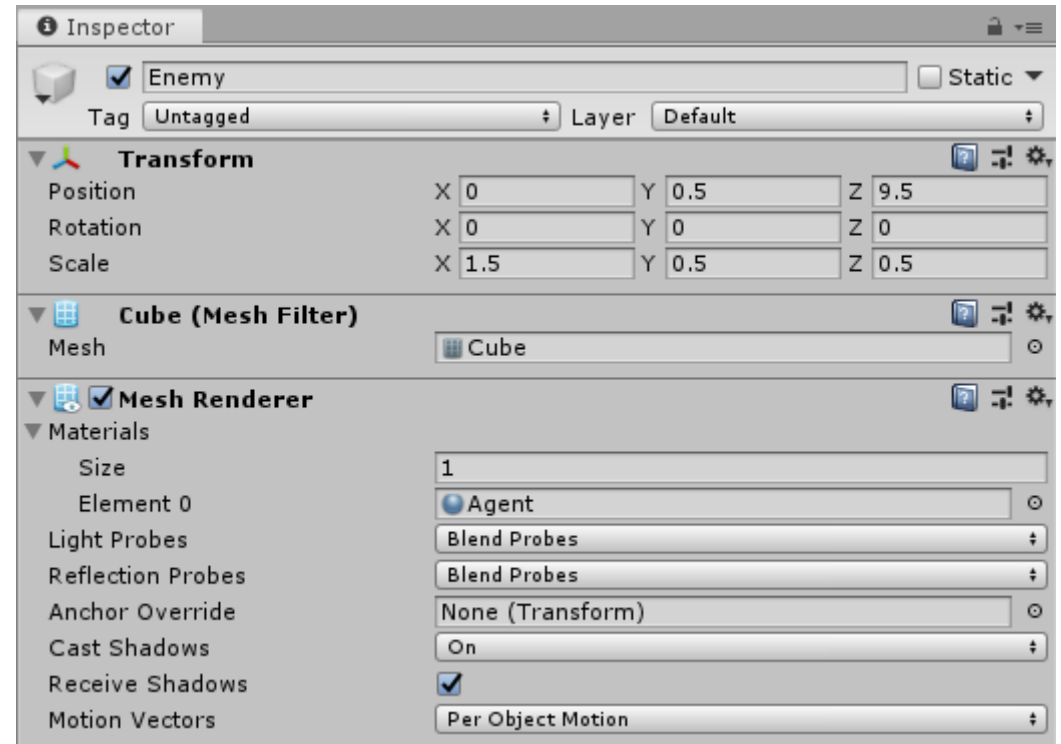 Inspector
Enemy Static
Tag Untagged Layer Default
Transform
Position X 0 Y 0.5 Z 9.5
Rotation X 0 Y 0 Z 0
Scale X 1.5 Y 0.5 Z 0.5
Cube (Mesh Filter)
Mesh Cube
Mesh Renderer
Materials
Size 1
Element 0 Agent
Light Probes Blend Probes
Reflection Probes Blend Probes
Anchor Override None (Transform)
Cast Shadows On
Receive Shadows
Motion Vectors Per Object Motion